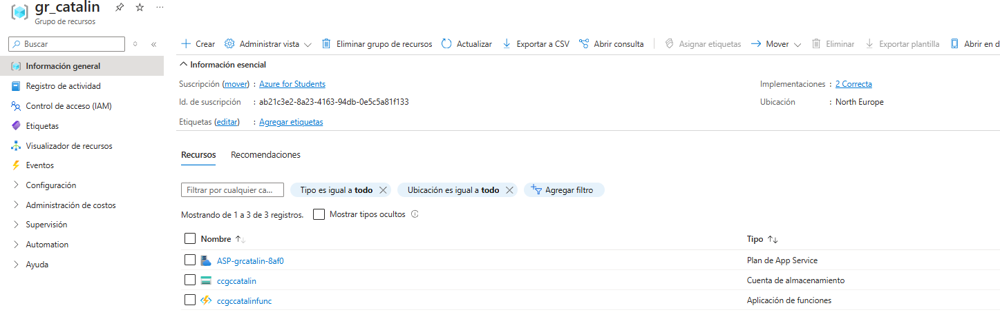 gr_catalin
Grupo de recursos
Buscar
Crear Administrar vista Eliminar grupo de recursos Actualizar Exportar a CSV Abrir consulta Asignar etiquetas Mover Eliminar Exportar plantilla Abrir en d
Información general
Registro de actividad
Control de acceso (IAM)
Etiquetas
Visualizador de recursos
Eventos
Configuración
Administración de costos
Supervisión
Automation
Ayuda
Información esencial
Suscripción (mover) : Azure for Students
Implementaciones : 2 Correcta
Id. de suscripción : ab21c3e2-8a23-4163-94db-0e5c5a81f133
Ubicación : North Europe
Etiquetas (editar) : Agregar etiquetas
Recursos Recomendaciones
Filtrar por cualquier ca... Tipo es igual a todo Ubicación es igual a todo Agregar filtro
Mostrando de 1 a 3 de 3 registros. Mostrar tipos ocultos
Nombre Tipo
ASP-grcatalin-8af0 Plan de App Service
ccgccatalin Cuenta de almacenamiento
ccgccatalinfunc Aplicación de funciones